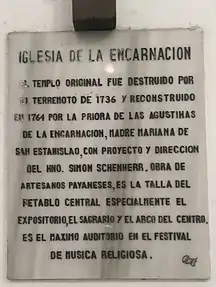 IGLESIA DE LA ENCARNACION
EL TEMPLO ORIGINAL FUE DESTRUIDO POR
EL TERREMOTO DE 1736 Y RECONSTRUIDO
EN 1764 POR LA PRIORA DE LAS AGUSTINAS
DE LA ENCARNACION, MADRE MARIANA DE
SAN ESTANISLAO, CON PROYECTO Y DIRECCION
DEL HNO. SIMON SCHENHERR. OBRA DE
ARTESANOS PAYANESES, ES LA TALLA DEL
RETABLO CENTRAL ESPECIALMENTE EL
EXPOSITORIO, EL SAGRARIO Y EL ARCO DEL CENTRO.
ES EL MAXIMO AUDITORIO EN EL FESTIVAL
DE MUSICA RELIGIOSA.